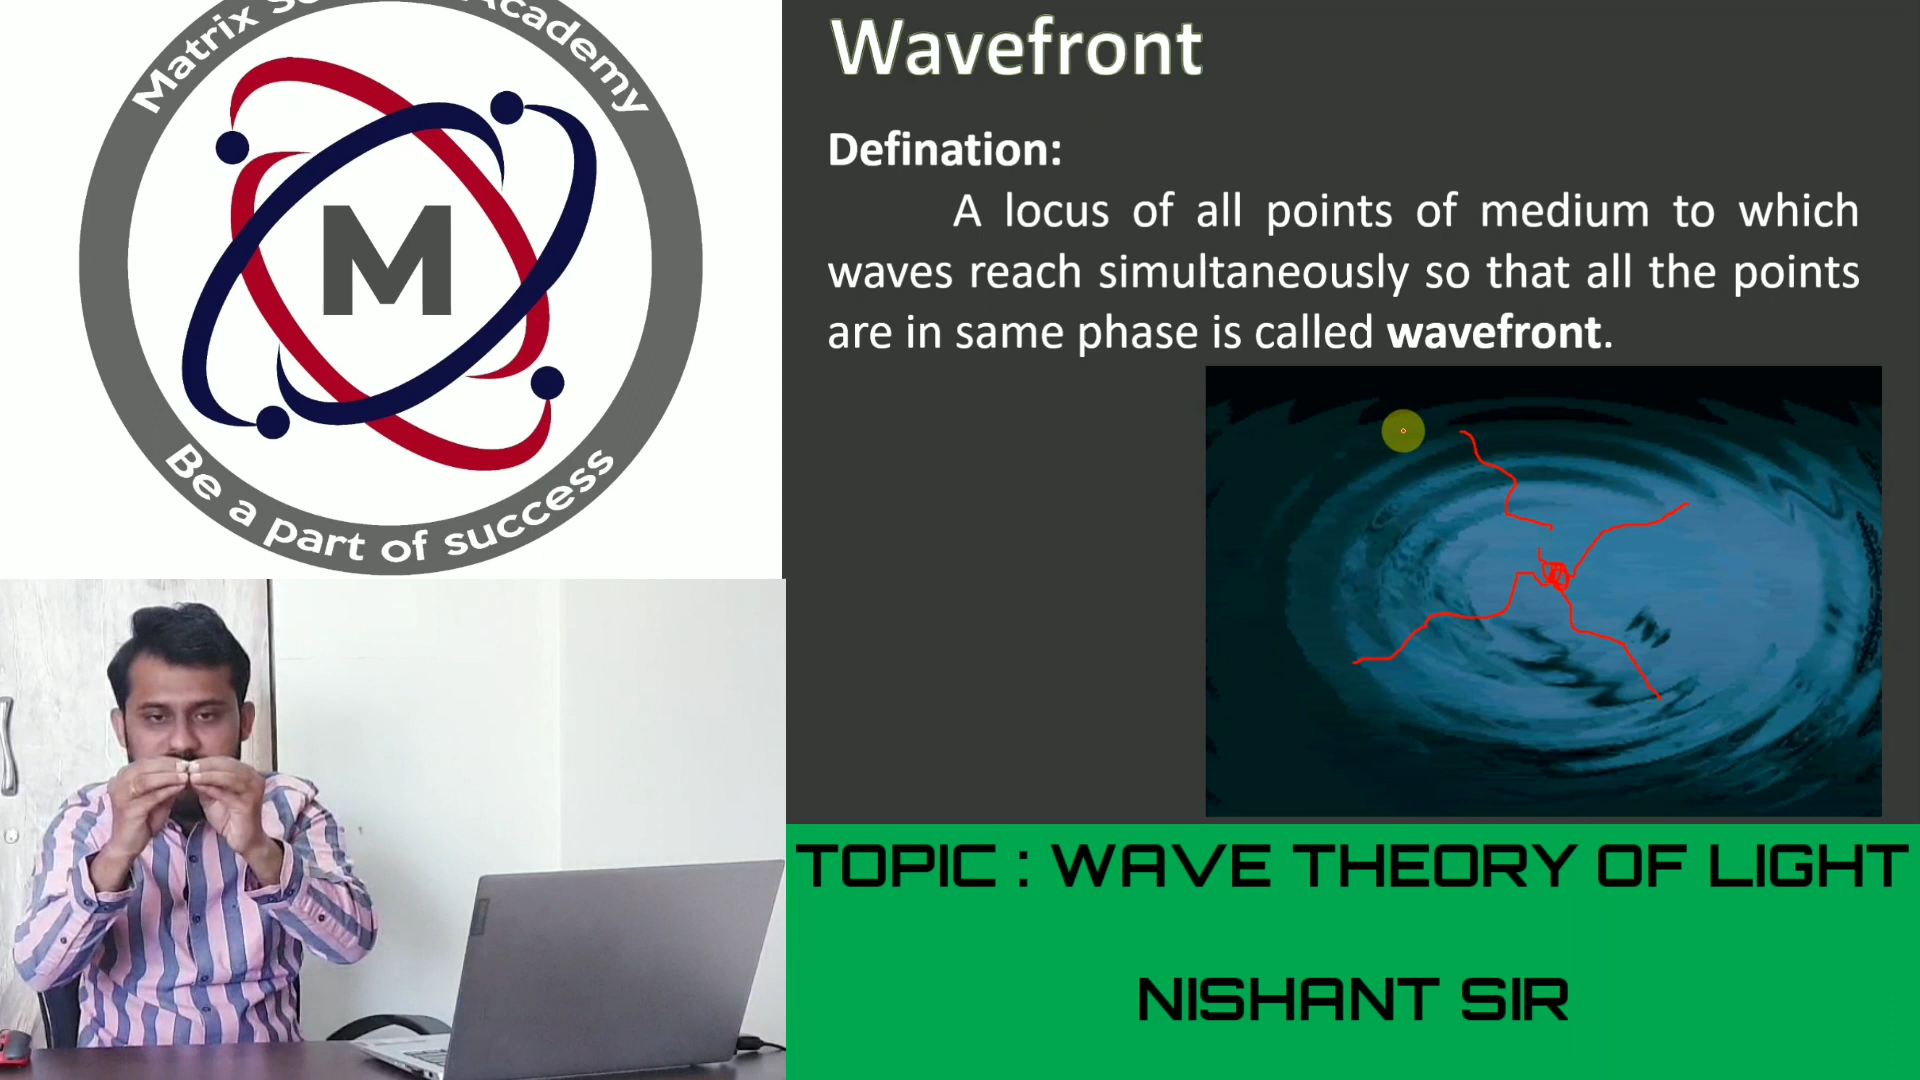 Matrix Academy
M
Be a part of success
Wavefront
Defination:
A locus of all points of medium to which
waves reach simultaneously so that all the points
are in same phase is called wavefront.
TOPIC : WAVE THEORY OF LIGHT
NISHANT SIR